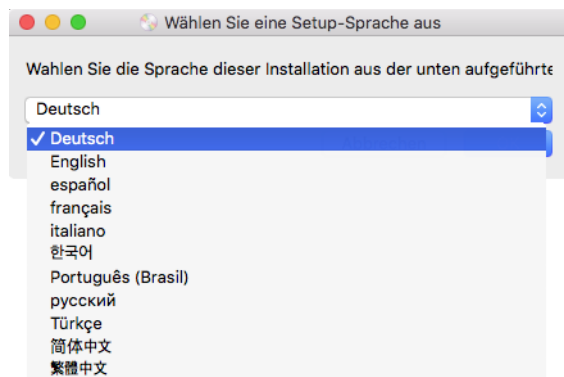 Wählen Sie eine Setup-Sprache aus
Wahlen Sie die Sprache dieser Installation aus der unten aufgeführte
Deutsch
✓ Deutsch
English
español
français
italiano
한국어
Português (Brasil)
русский
Türkçe
简体中文
繁體中文